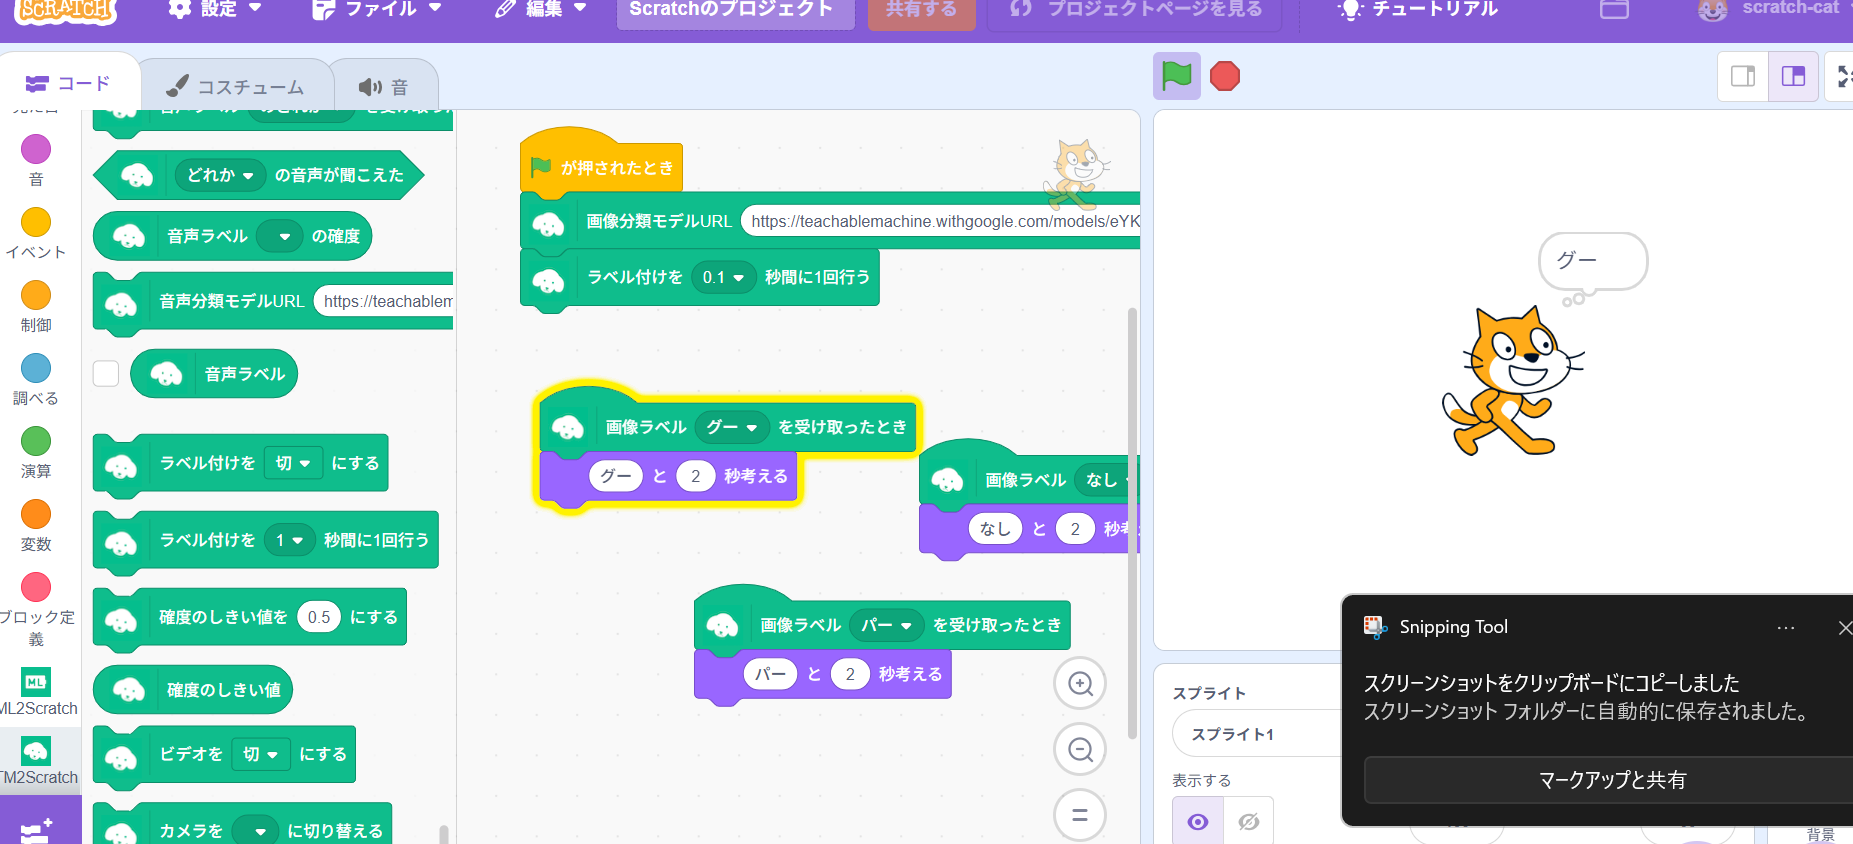 SCRATCH
設定
ファイル
編集
Scratchのプロジェクト
共有する
プロジェクトページを見る
チュートリアル
scratch-cat
コード
コスチューム
音
音
イベント
制御
調べる
演算
変数
ブロック定
義
ML2Scratch
TM2Scratch
どれか の音声が聞こえた
音声ラベル の確度
音声分類モデルURL https://teachablem
音声ラベル
ラベル付けを 切 にする
ラベル付けを 1 秒間に1回行う
確度のしきい値を 0.5 にする
確度のしきい値
ビデオを 切 にする
カメラを に切り替える
が押されたとき
画像分類モデルURL https://teachablemachine.withgoogle.com/models/eYK
ラベル付けを 0.1 秒間に1回行う
画像ラベル グー を受け取ったとき
グー と 2 秒考える
画像ラベル なし
なし と 2 秒考
画像ラベル パー を受け取ったとき
パー と 2 秒考える
グー
スプライト
スプライト1
表示する
背景
Snipping Tool
スクリーンショットをクリップボードにコピーしました
スクリーンショット フォルダーに自動的に保存されました。
マークアップと共有